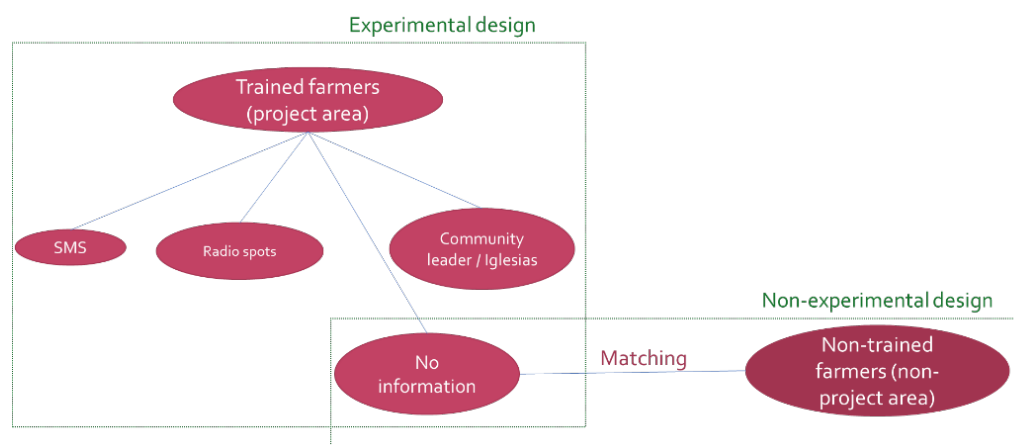 Experimental design
Trained farmers
(project area)
SMS
Radio spots
Community
leader / Iglesias
Non-experimental design
No
information
Matching
Non-trained
farmers (non-
project area)